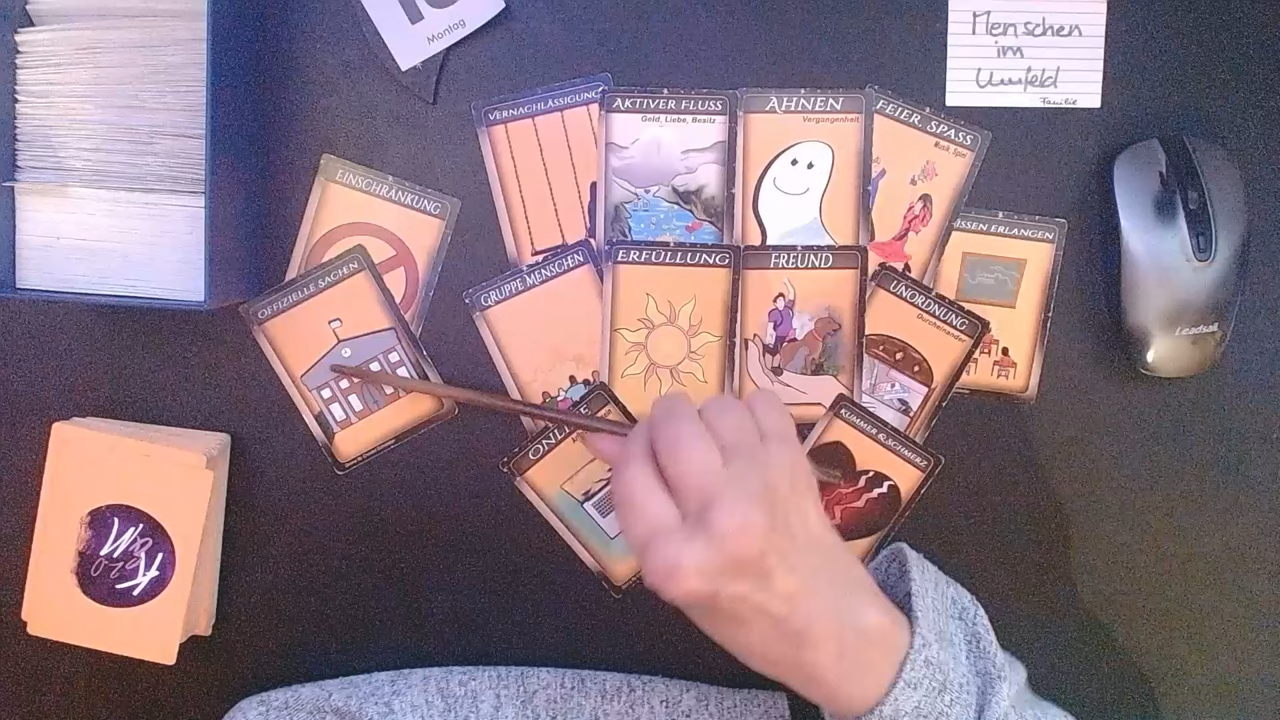 Montag
Menschen
im
Umfeld
Familie
VERNACHLÄSSIGUNG
AKTIVER FLUSS
Geld, Liebe, Besitz
AHNEN
Vergangenheit
FEIER, SPASS
Musik, Spiel
EINSCHRÄNKUNG
ISSEN ERLANGEN
OFFIZIELLE SACHEN
GRUPPE MENSCHEN
ERFÜLLUNG
FREUND
UNORDNUNG
Durcheinander
ONLINE
KUMMER & SCHMERZ
Leadsail